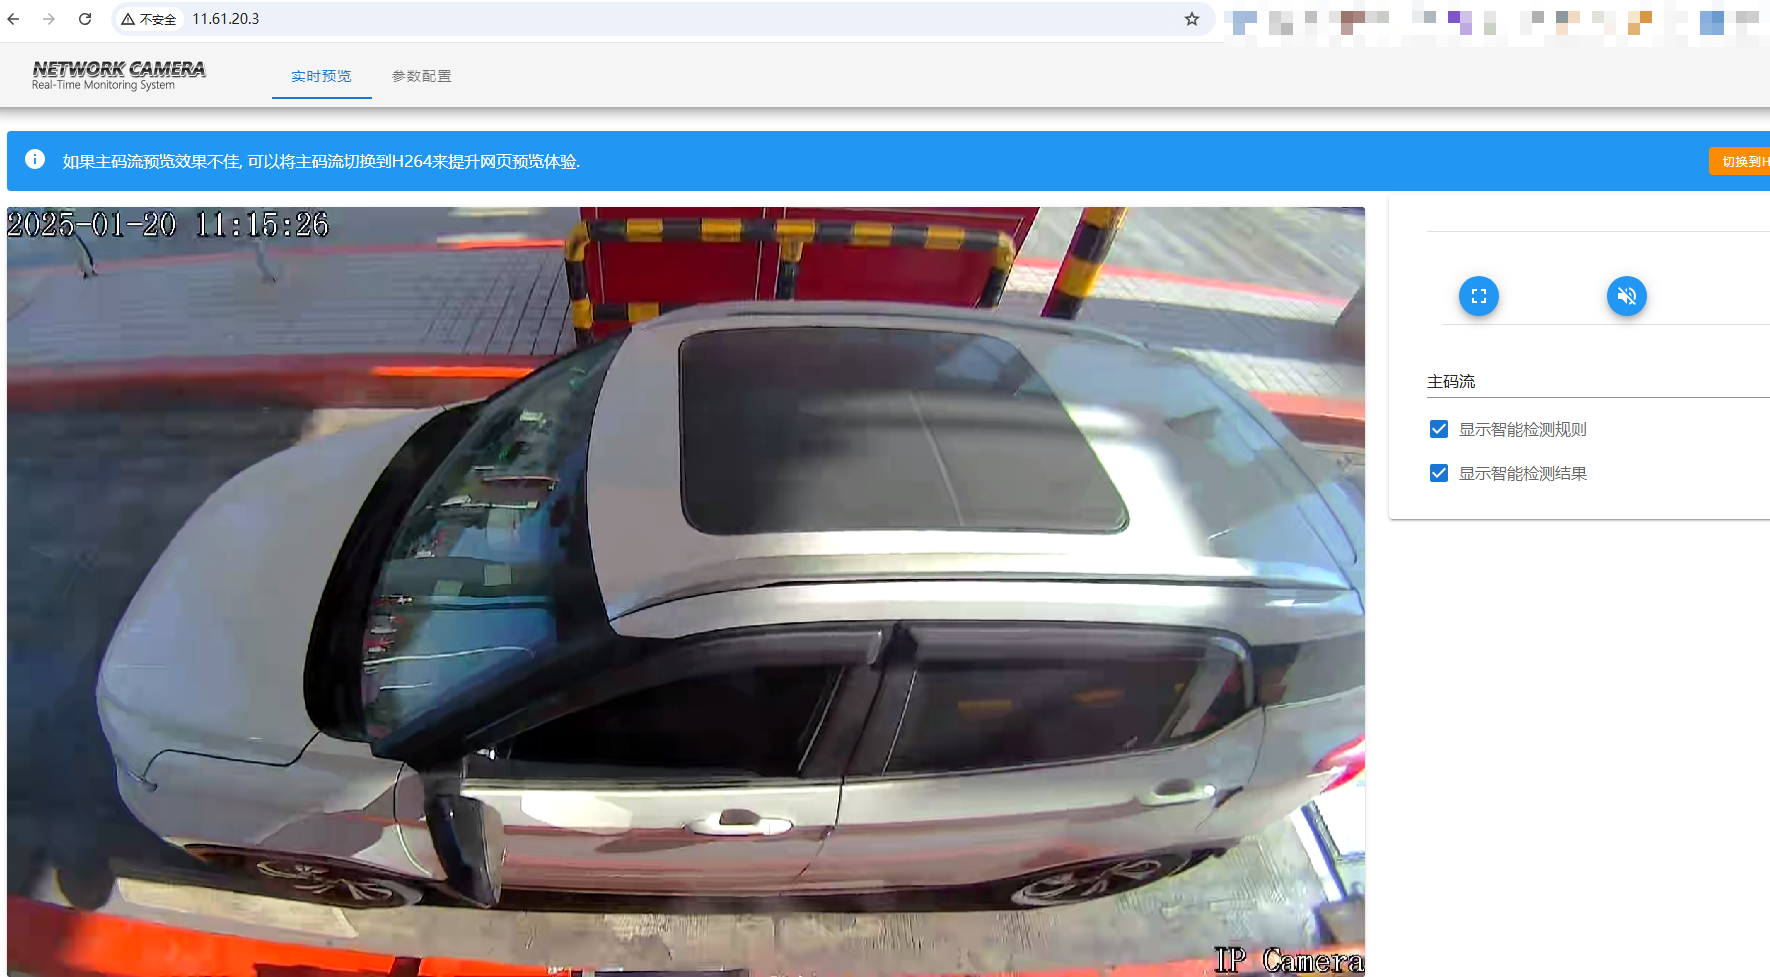 不安全 11.61.20.3
NETWORK CAMERA
Real-Time Monitoring System
实时预览 参数配置
如果主码流预览效果不佳, 可以将主码流切换到H264来提升网页预览体验.
切换到H
2025-01-20 11:15:26
主码流
显示智能检测规则
显示智能检测结果
IP Camera